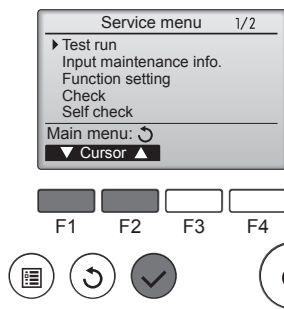 Service menu 1/2
Test run
Input maintenance info.
Function setting
Check
Self check
Main menu:
Cursor
F1 F2 F3 F4